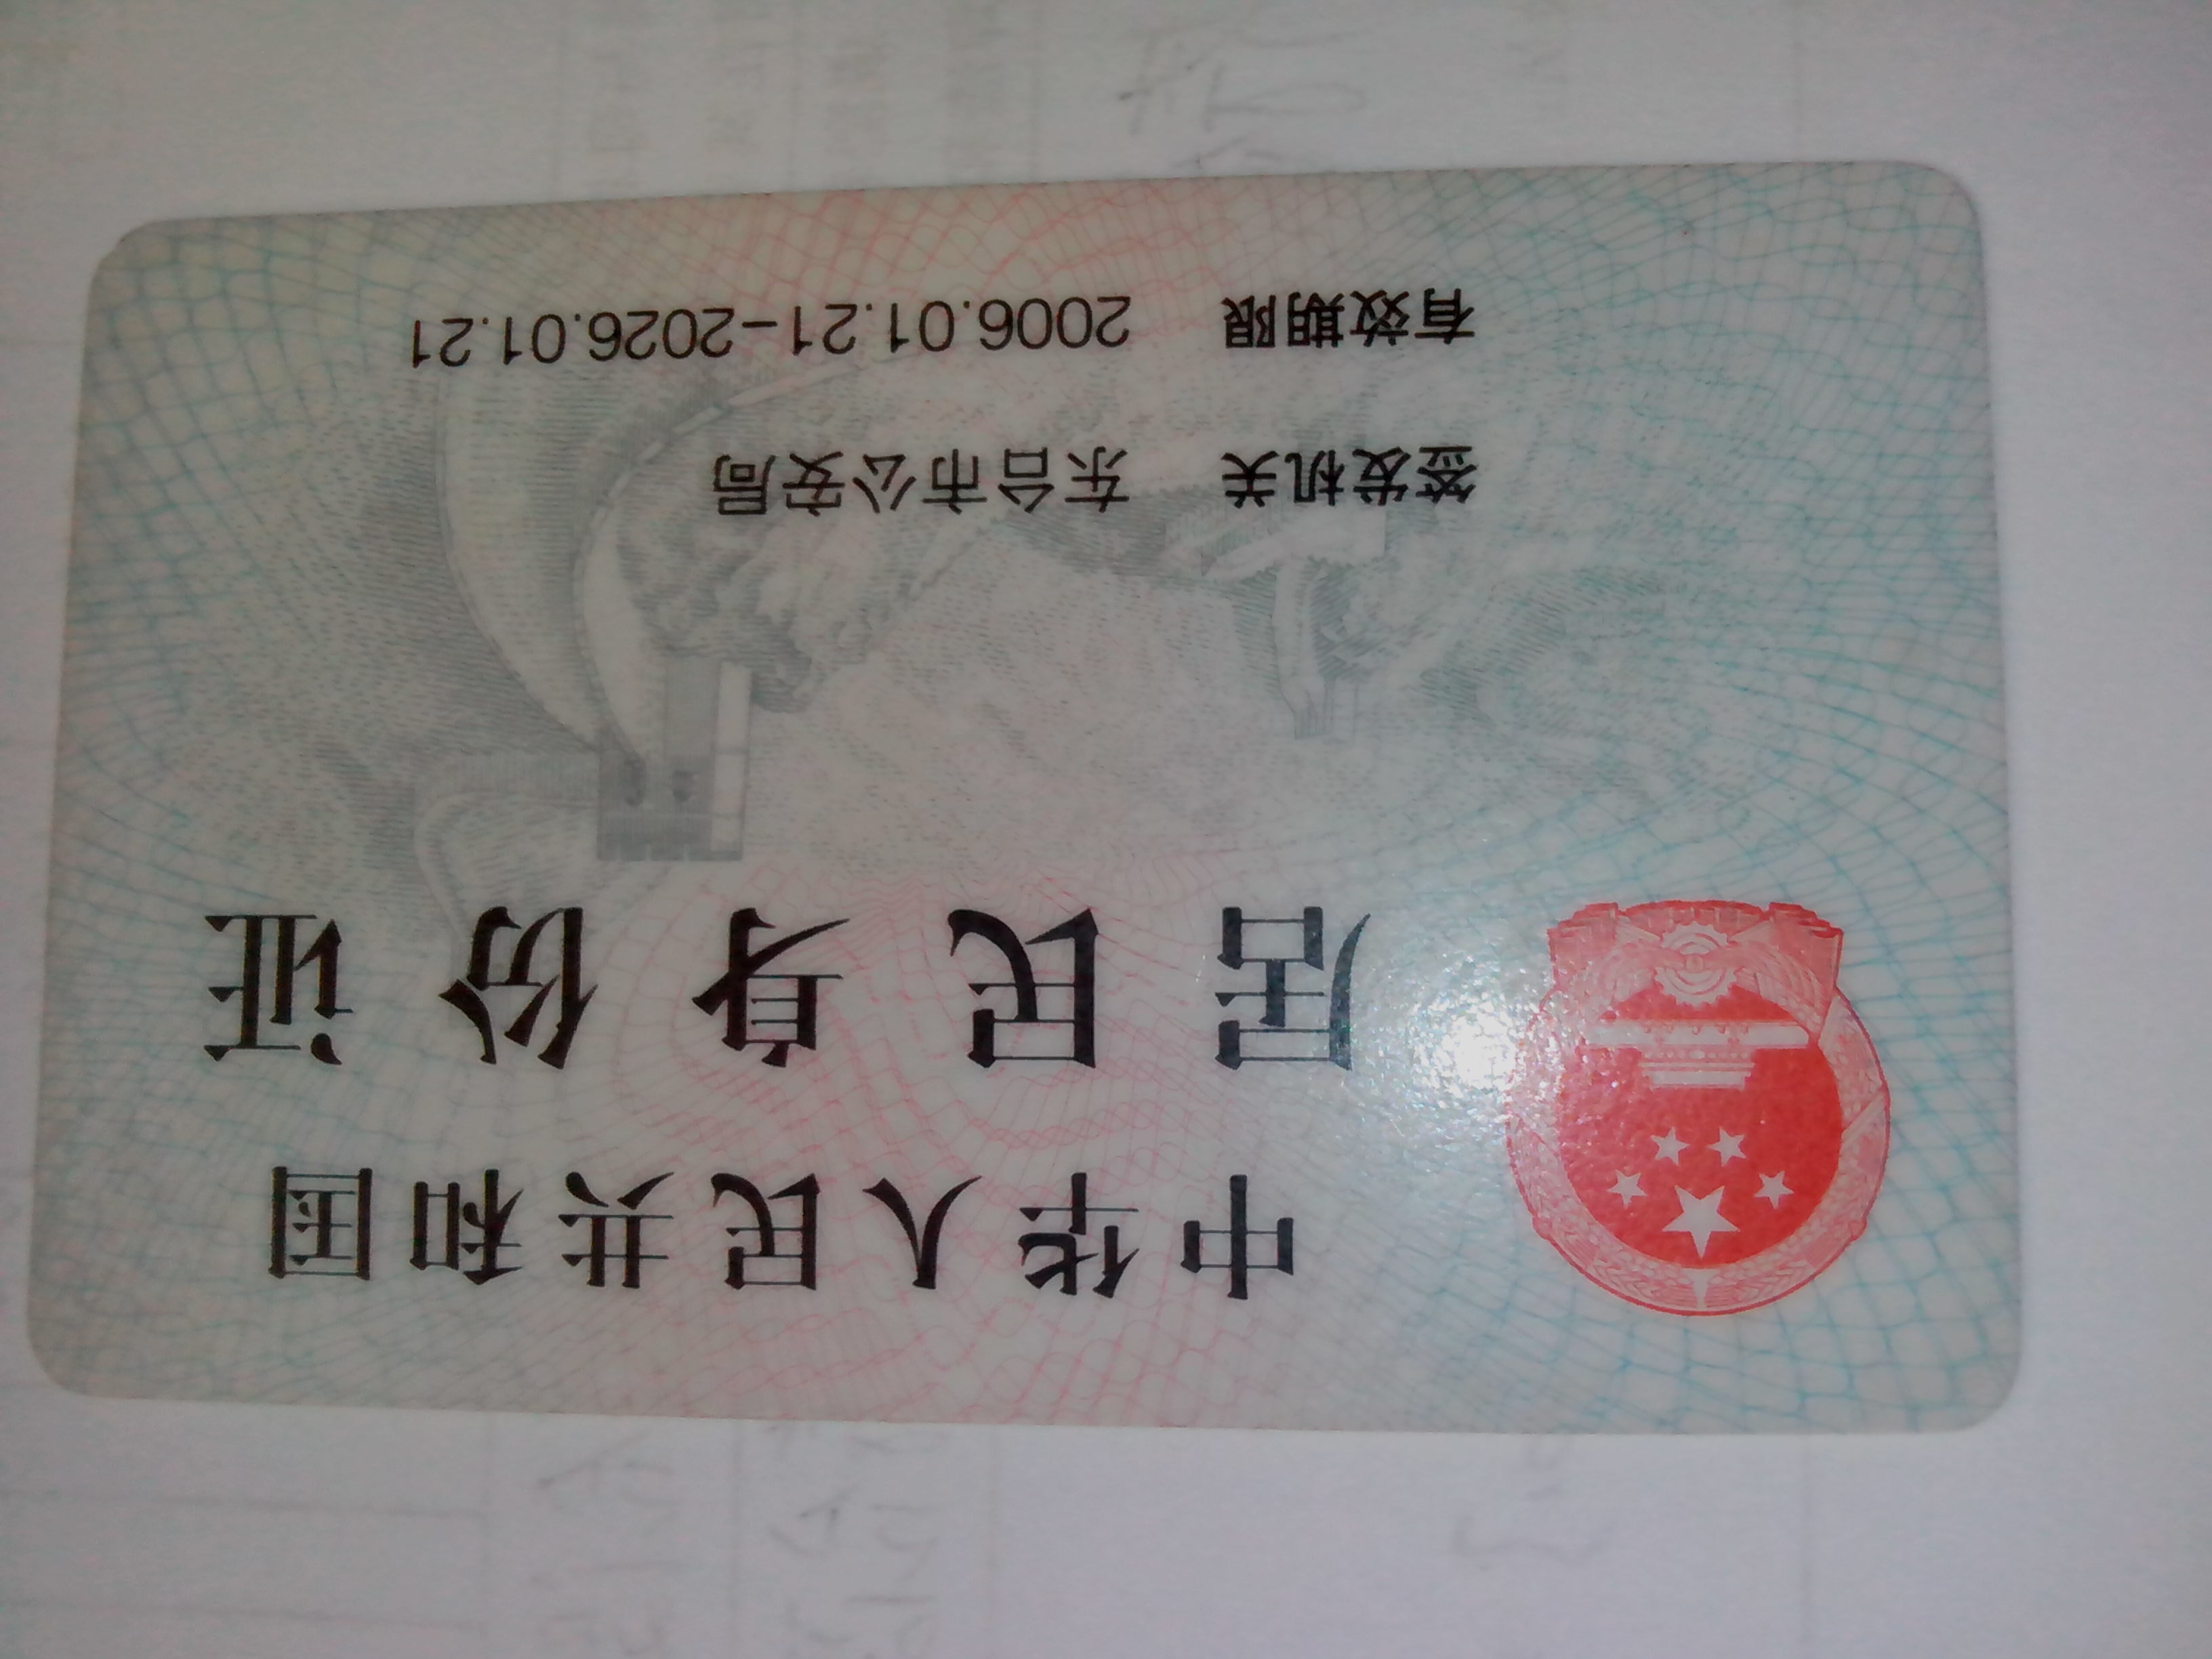 中华人民共和国
居民身份证
签发机关 东台市公安局
有效期限 2006.01.21-2026.01.21